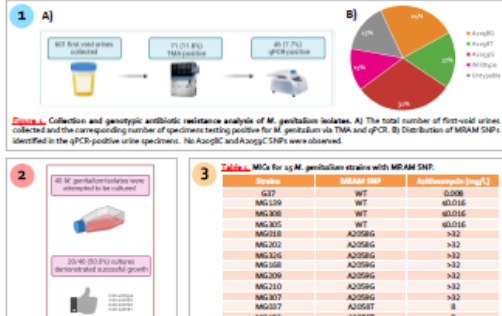 1
A)
B)
601 first void urines
collected
71 (11.8%)
TMA positive
46 (7.7%)
qPCR positive
A2058G
A2058T
A2059G
Wildtype
Untypable
Figure 1. Collection and genotypic antibiotic resistance analysis of M. genitalium isolates. A) The total number of first-void urines
collected and the corresponding number of specimens testing positive for M. genitalium via TMA and qPCR. B) Distribution of MRAM SNPs
identified in the qPCR-positive urine specimens. No A2058C and A2059C SNPs were observed.
2
M. genitalium isolates were
attempted to be cultured
20/40 (50.0%) cultures
demonstrated successful growth
3
Table 1. MICs for 15 M. genitalium strains with MRAM SNP.
Strains MRAM SNP Azithromycin (mg/L)
G37 WT 0.008
MG139 WT ≤0.016
MG308 WT ≤0.016
MG305 WT ≤0.016
MG018 A2058G >32
MG202 A2058G >32
MG326 A2058G >32
MG168 A2059G >32
MG209 A2059G >32
MG210 A2059G >32
MG307 A2059G >32
MG037 A2058T 8